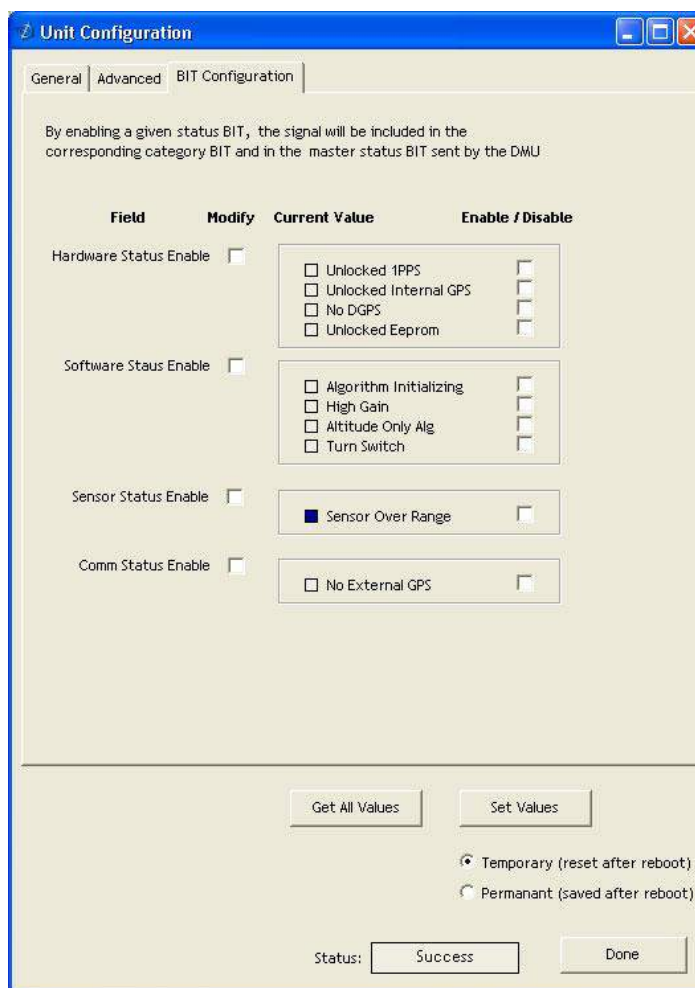 Unit Configuration
General Advanced BIT Configuration
By enabling a given status BIT, the signal will be included in the
corresponding category BIT and in the master status BIT sent by the DMU
Field Modify Current Value Enable / Disable
Hardware Status Enable
Unlocked 1PPS
Unlocked Internal GPS
No DGPS
Unlocked Eeprom
Software Staus Enable
Algorithm Initializing
High Gain
Altitude Only Alg
Turn Switch
Sensor Status Enable
Sensor Over Range
Comm Status Enable
No External GPS
Get All Values Set Values
Temporary (reset after reboot)
Permanant (saved after reboot)
Status: Success Done